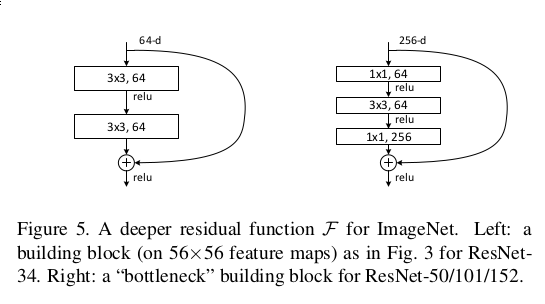 64-d
3x3, 64
relu
3x3, 64
relu
256-d
1x1, 64
relu
3x3, 64
relu
1x1, 256
relu
Figure 5. A deeper residual function F for ImageNet. Left: a
building block (on 56×56 feature maps) as in Fig. 3 for ResNet-
34. Right: a “bottleneck” building block for ResNet-50/101/152.